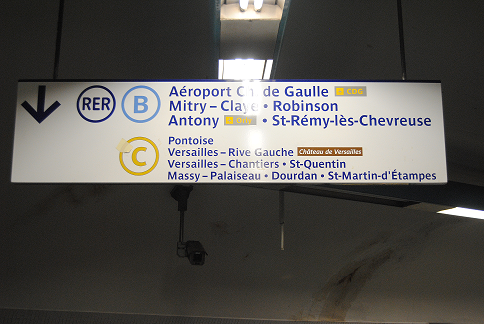 RER B Aéroport Ch de Gaulle CDG
Mitry – Claye • Robinson
Antony Orly • St-Rémy-lès-Chevreuse
C Pontoise
Versailles – Rive Gauche Château de Versailles
Versailles – Chantiers • St-Quentin
Massy – Palaiseau • Dourdan • St-Martin-d'Étampes